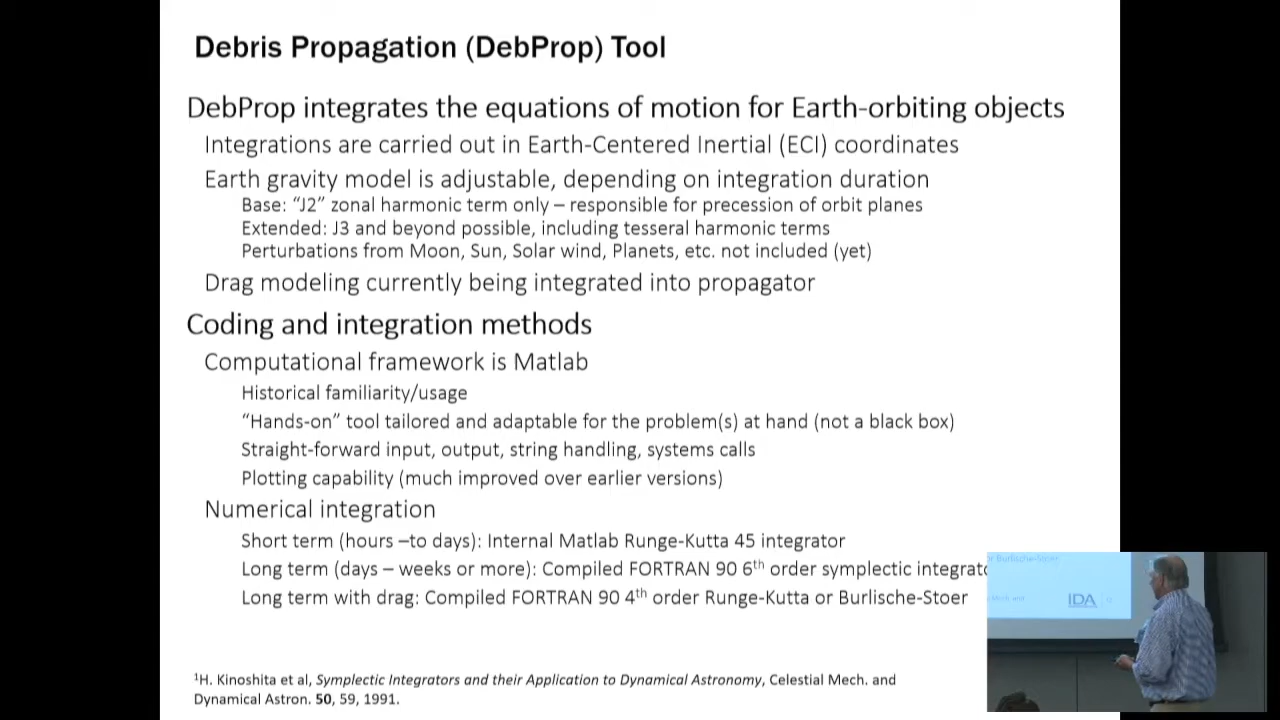 Debris Propagation (DebProp) Tool
DebProp integrates the equations of motion for Earth-orbiting objects
Integrations are carried out in Earth-Centered Inertial (ECI) coordinates
Earth gravity model is adjustable, depending on integration duration
Base: “J2” zonal harmonic term only – responsible for precession of orbit planes
Extended: J3 and beyond possible, including tesseral harmonic terms
Perturbations from Moon, Sun, Solar wind, Planets, etc. not included (yet)
Drag modeling currently being integrated into propagator
Coding and integration methods
Computational framework is Matlab
Historical familiarity/usage
“Hands-on” tool tailored and adaptable for the problem(s) at hand (not a black box)
Straight-forward input, output, string handling, systems calls
Plotting capability (much improved over earlier versions)
Numerical integration
Short term (hours –to days): Internal Matlab Runge-Kutta 45 integrator
Long term (days – weeks or more): Compiled FORTRAN 90 6th order symplectic integrato
Long term with drag: Compiled FORTRAN 90 4th order Runge-Kutta or Burlische-Stoer
1H. Kinoshita et al, Symplectic Integrators and their Application to Dynamical Astronomy, Celestial Mech. and
Dynamical Astron. 50, 59, 1991.
or Burlische-Stoer
Mech. and
IDA